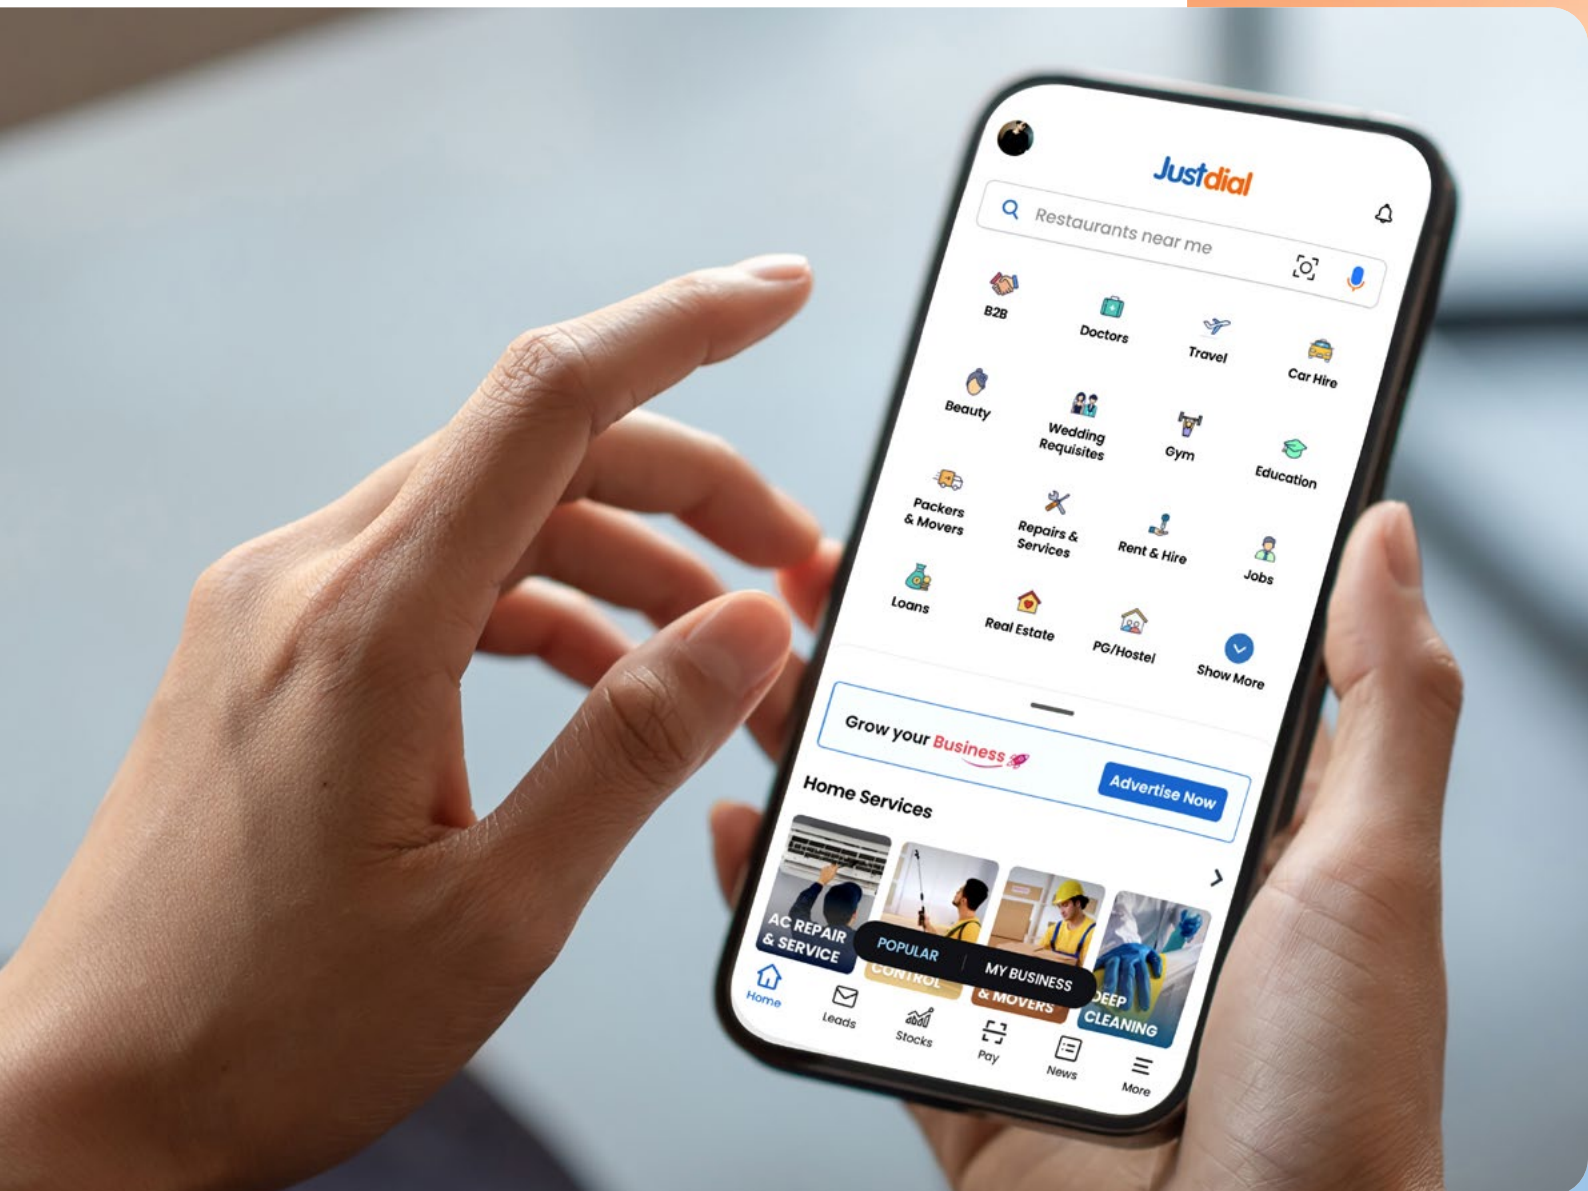 Justdial
Restaurants near me
B2B
Doctors
Travel
Car Hire
Beauty
Wedding
Requisites
Gym
Education
Packers
& Movers
Repairs &
Services
Rent & Hire
Jobs
Loans
Real Estate
PG/Hostel
Show More
Grow your Business
Advertise Now
Home Services
AC REPAIR
& SERVICE
CONTROL
& MOVERS
DEEP
CLEANING
POPULAR
MY BUSINESS
Home
Leads
Stocks
Pay
News
More